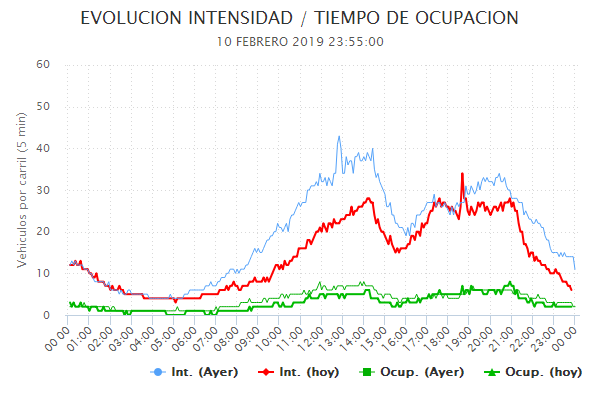 EVOLUCION INTENSIDAD / TIEMPO DE OCUPACION
10 FEBRERO 2019 23:55:00
Vehiculos por carril (5 min)
60
50
40
30
20
10
0
00:00 01:00 02:00 03:00 04:00 05:00 06:00 07:00 08:00 09:00 10:00 11:00 12:00 13:00 14:00 15:00 16:00 17:00 18:00 19:00 20:00 21:00 22:00 23:00 00:00
Int. (Ayer) Int. (hoy) Ocup. (Ayer) Ocup. (hoy)